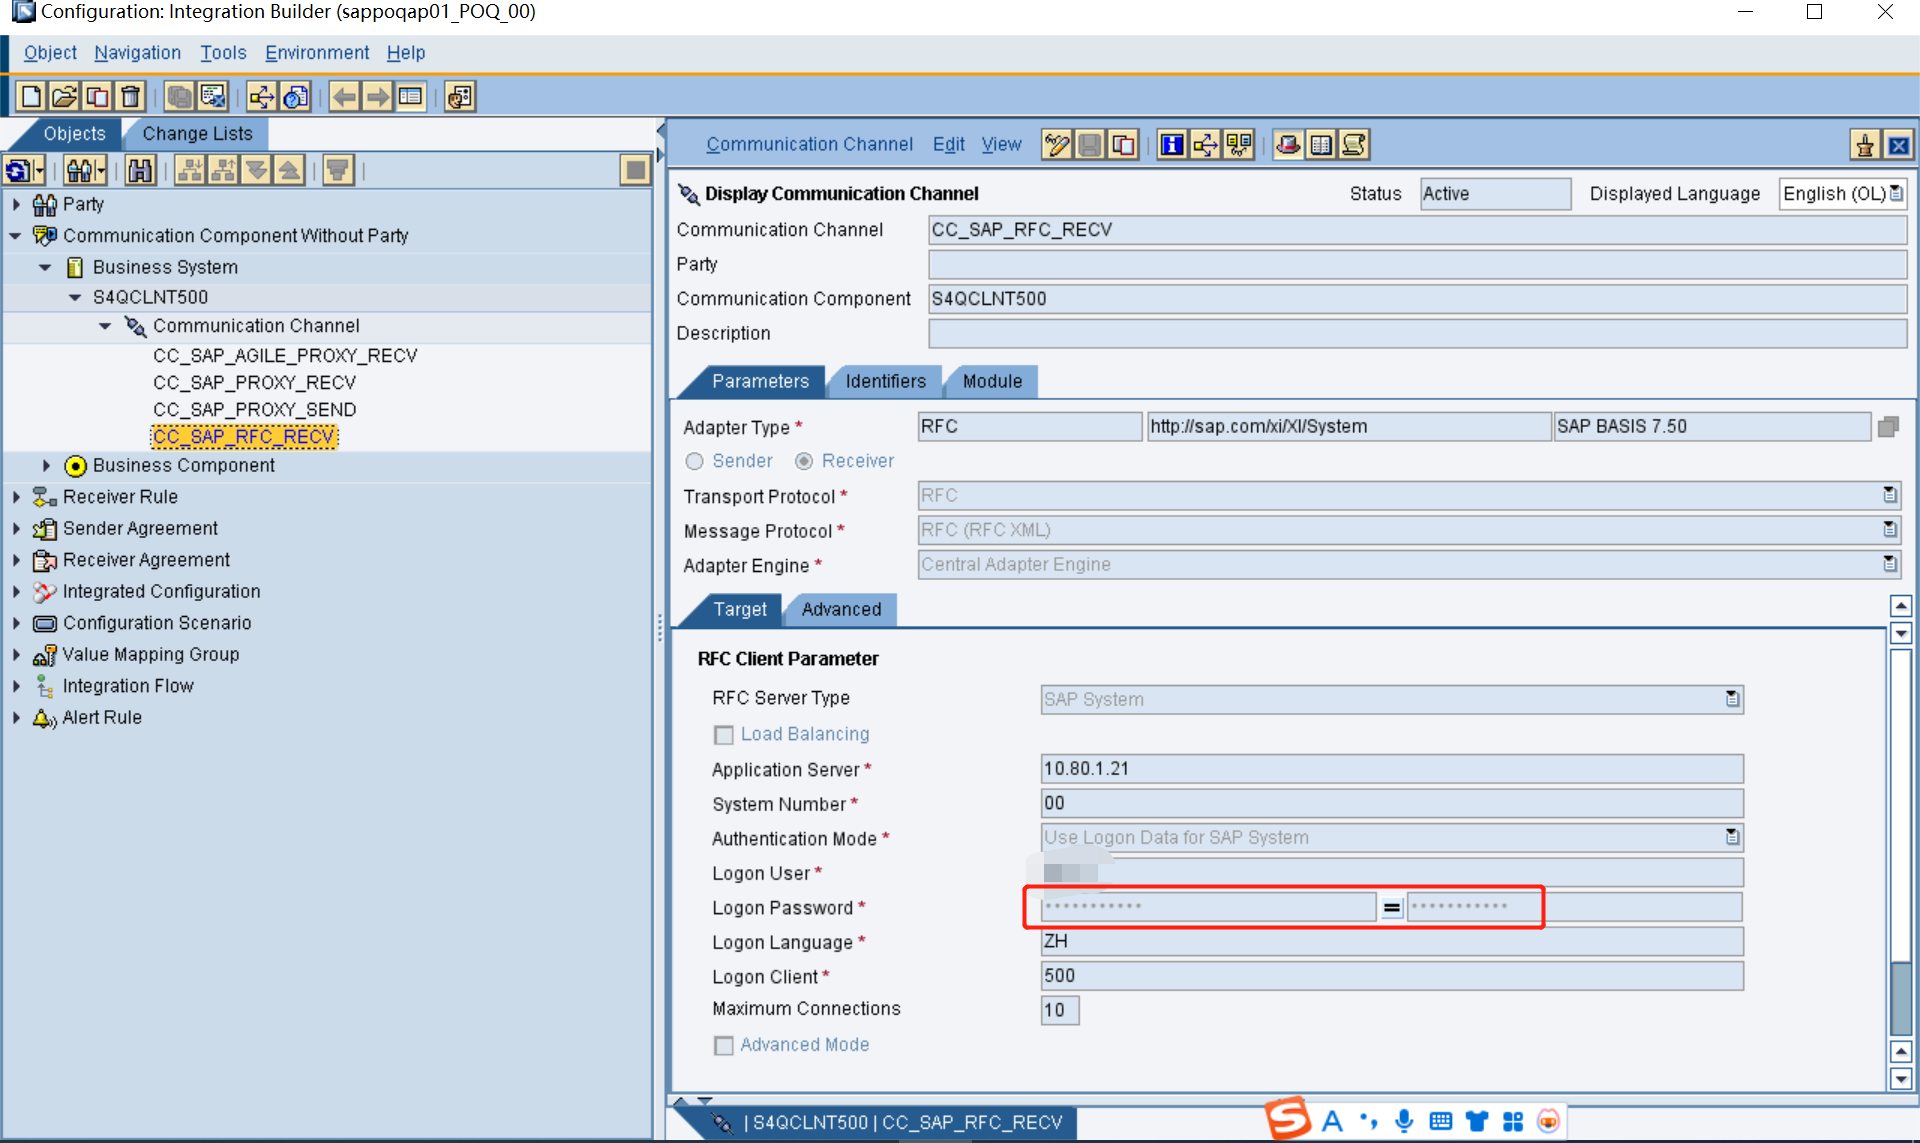 Configuration: Integration Builder (sappoqap01_POQ_00)
Object Navigation Tools Environment Help
Objects Change Lists
Party
Communication Component Without Party
Business System
S4QCLNT500
Communication Channel
CC_SAP_AGILE_PROXY_RECV
CC_SAP_PROXY_RECV
CC_SAP_PROXY_SEND
CC_SAP_RFC_RECV
Business Component
Receiver Rule
Sender Agreement
Receiver Agreement
Integrated Configuration
Configuration Scenario
Value Mapping Group
Integration Flow
Alert Rule
Communication Channel Edit View
Display Communication Channel Status Active Displayed Language English (OL)
Communication Channel CC_SAP_RFC_RECV
Party
Communication Component S4QCLNT500
Description
Parameters Identifiers Module
Adapter Type * RFC http://sap.com/xi/XI/System SAP BASIS 7.50
Sender Receiver
Transport Protocol * RFC
Message Protocol * RFC (RFC XML)
Adapter Engine * Central Adapter Engine
Target Advanced
RFC Client Parameter
RFC Server Type SAP System
Load Balancing
Application Server * 10.80.1.21
System Number * 00
Authentication Mode * Use Logon Data for SAP System
Logon User *
Logon Password * *********** = ***********
Logon Language * ZH
Logon Client * 500
Maximum Connections 10
Advanced Mode
| S4QCLNT500 | CC_SAP_RFC_RECV
S A